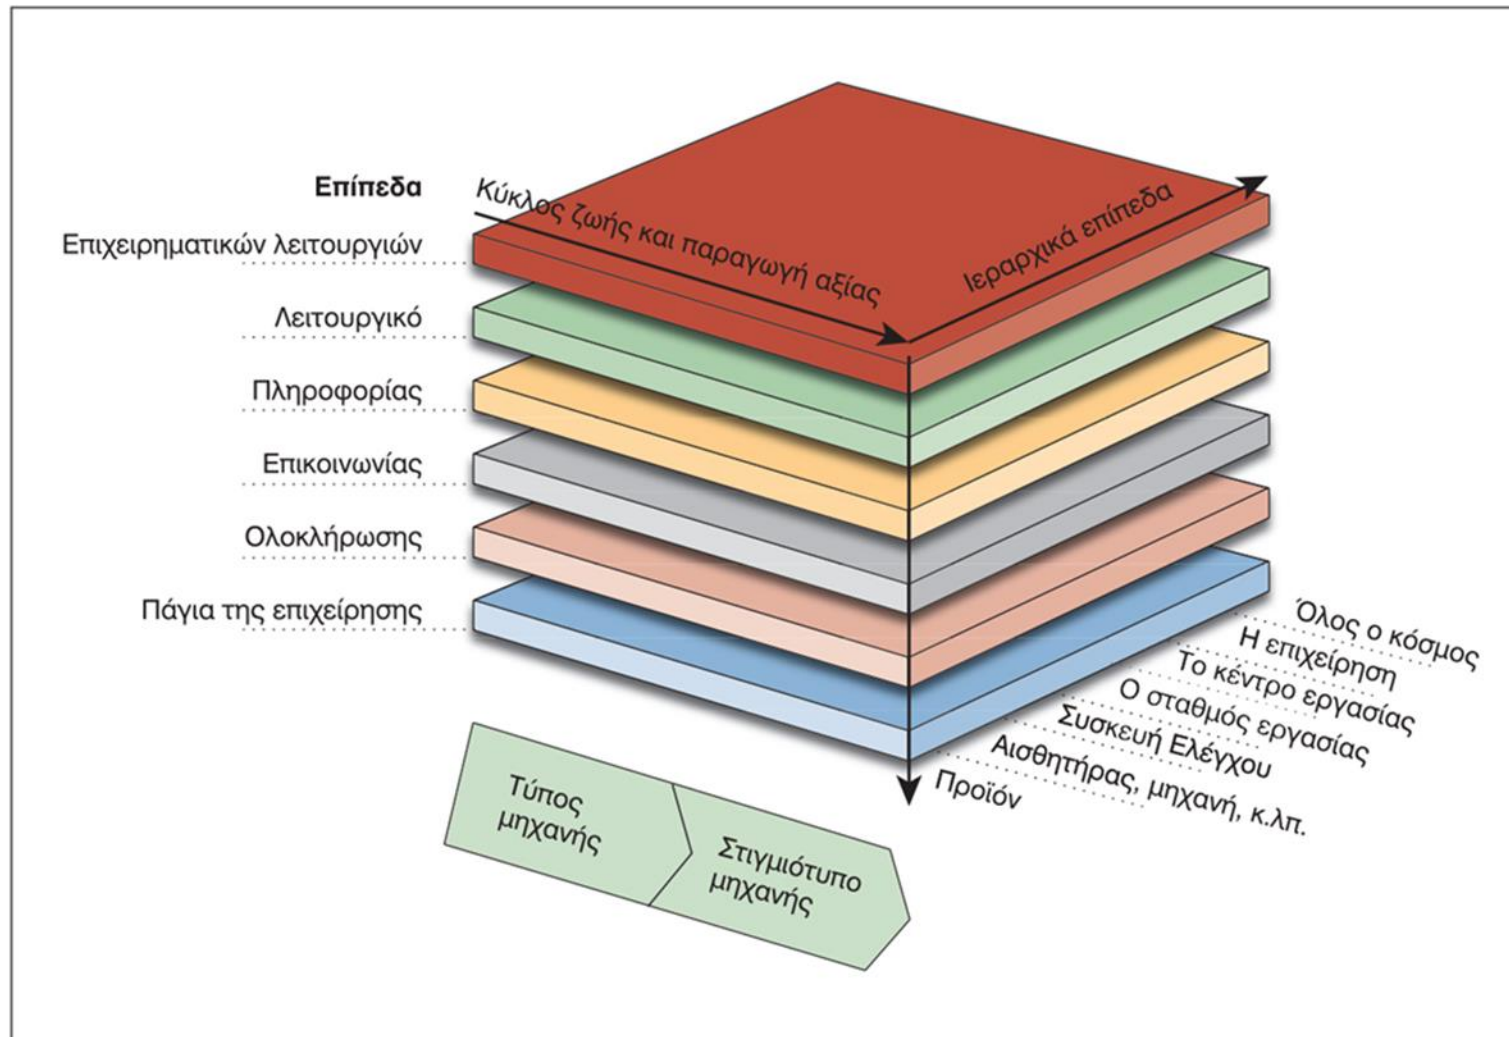 Επίπεδα
Επιχειρηματικών λειτουργιών
Λειτουργικό
Πληροφορίας
Επικοινωνίας
Ολοκλήρωσης
Πάγια της επιχείρησης
Κύκλος ζωής και παραγωγή αξίας
Ιεραρχικά επίπεδα
Όλος ο κόσμος
Η επιχείρηση
Το κέντρο εργασίας
Ο σταθμός εργασίας
Συσκευή Ελέγχου
Αισθητήρας, μηχανή, κ.λπ.
Προϊόν
Τύπος
μηχανής
Στιγμιότυπο
μηχανής